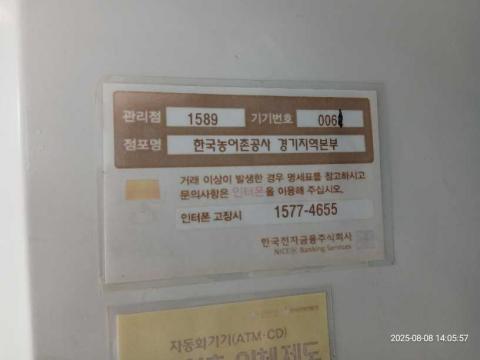 관리점 1589 기기번호 006
점포명 한국농어촌공사 경기지역본부
거래 이상이 발생한 경우 명세표를 참고하시고
문의사항은 인터폰을 이용해 주십시오.
인터폰 고장시 1577-4655
한국전자금융주식회사
NICE Banking Services
자동화기기(ATM·CD)
2025-08-08 14:05:57